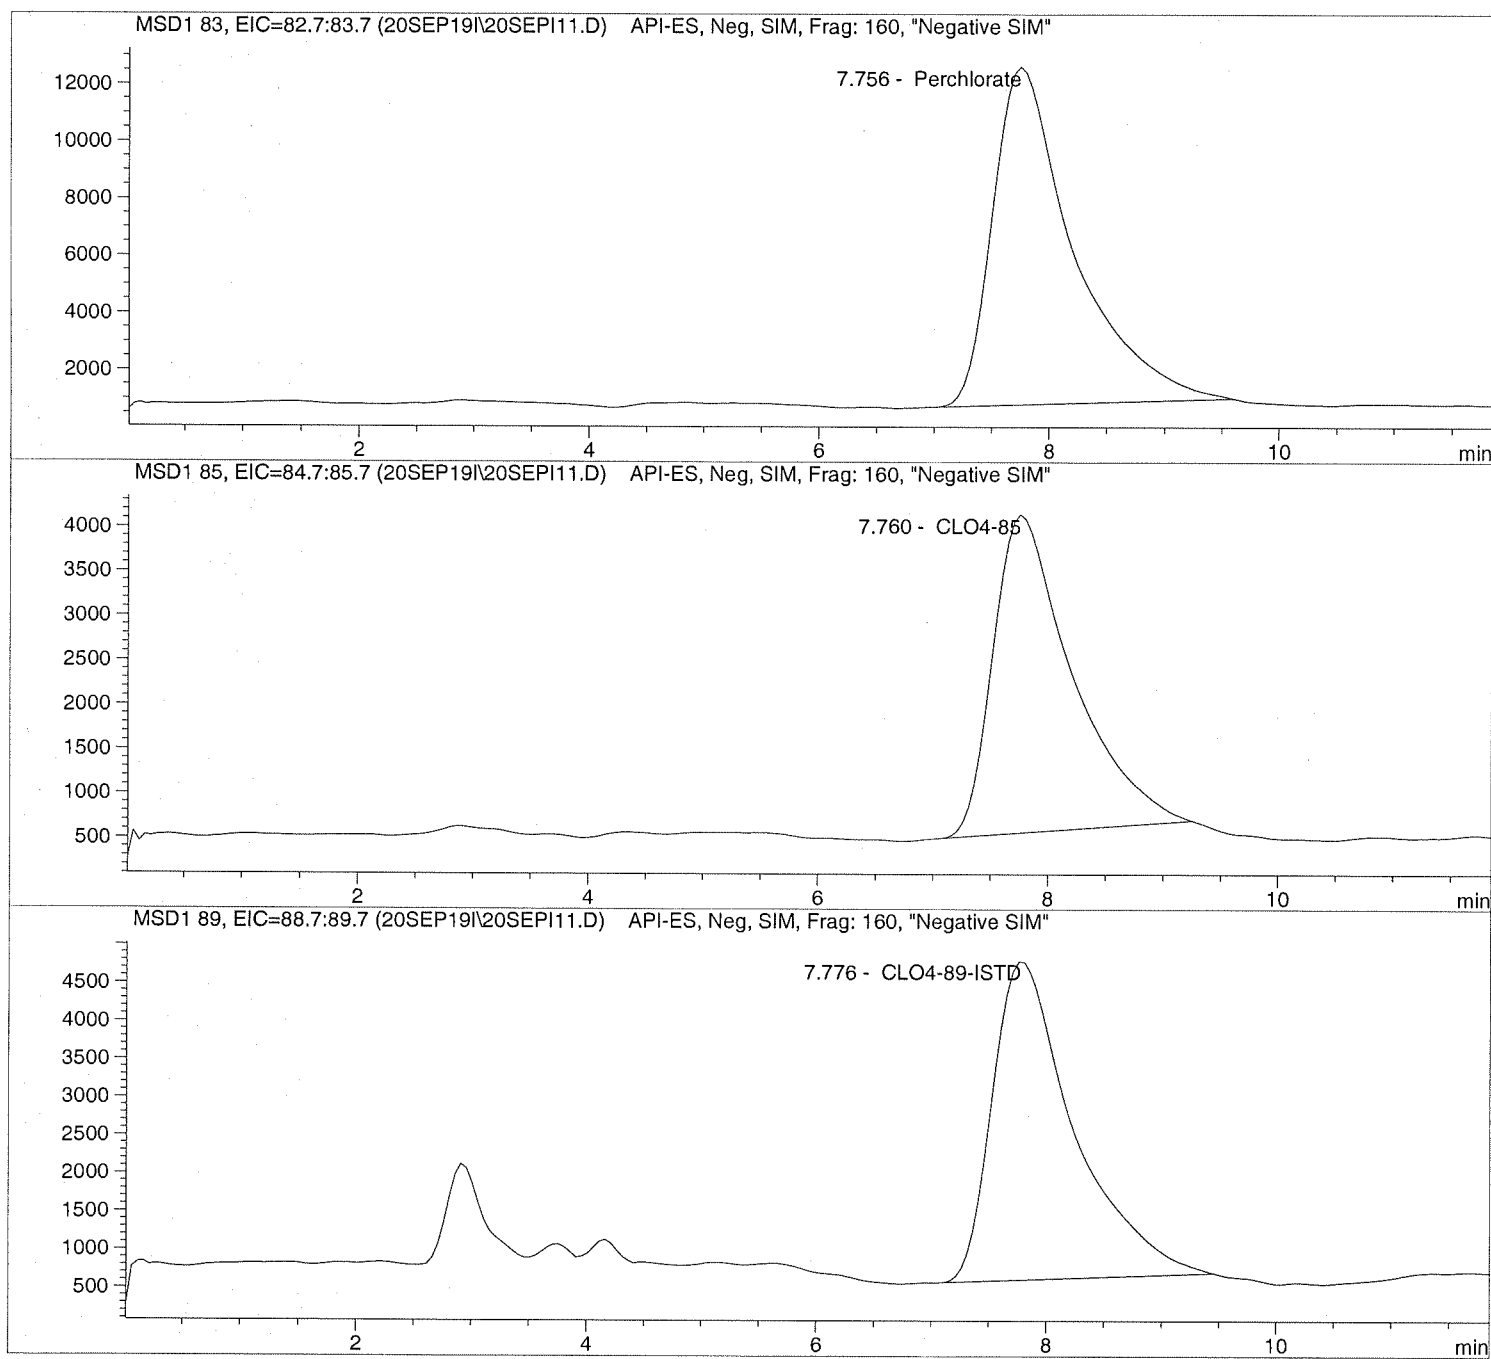 MSD1 83, EIC=82.7:83.7 (20SEP19I\20SEPI11.D) API-ES, Neg, SIM, Frag: 160, "Negative SIM"
7.756 - Perchlorate
12000
10000
8000
6000
4000
2000
2 4 6 8 10 min
MSD1 85, EIC=84.7:85.7 (20SEP19I\20SEPI11.D) API-ES, Neg, SIM, Frag: 160, "Negative SIM"
7.760 - CLO4-85
4000
3500
3000
2500
2000
1500
1000
500
2 4 6 8 10 min
MSD1 89, EIC=88.7:89.7 (20SEP19I\20SEPI11.D) API-ES, Neg, SIM, Frag: 160, "Negative SIM"
7.776 - CLO4-89-ISTD
4500
4000
3500
3000
2500
2000
1500
1000
500
2 4 6 8 10 min